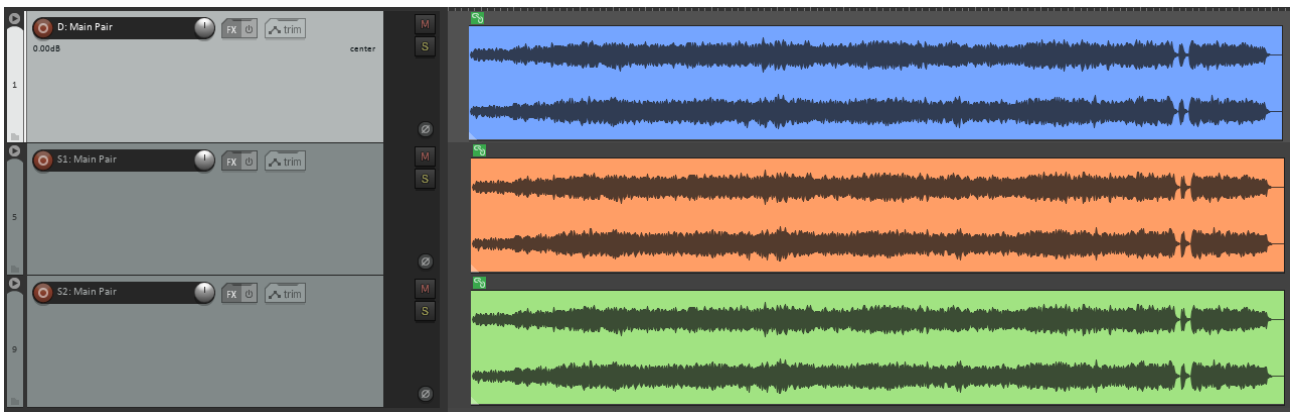 D: Main Pair FX trim M
0.00dB center S
1
S1: Main Pair FX trim M
S
5
S2: Main Pair FX trim M
S
9